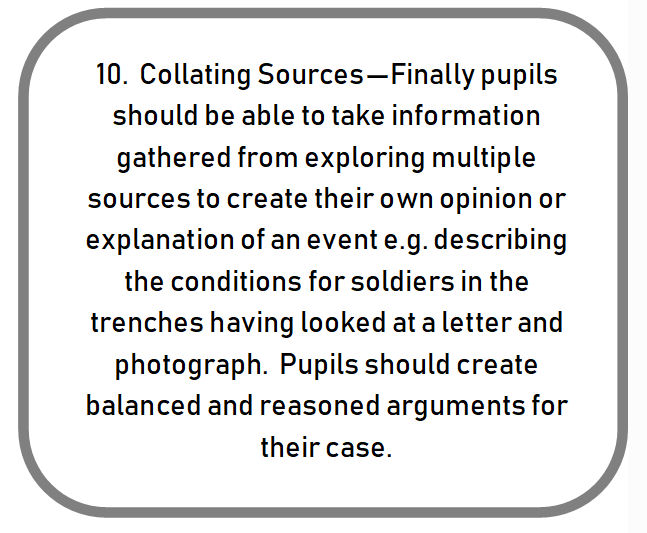 10.  Collating Sources—Finally pupils
should be able to take information
gathered from exploring multiple
sources to create their own opinion or
explanation of an event e.g. describing
the conditions for soldiers in the
trenches having looked at a letter and
photograph.  Pupils should create
balanced and reasoned arguments for
their case.